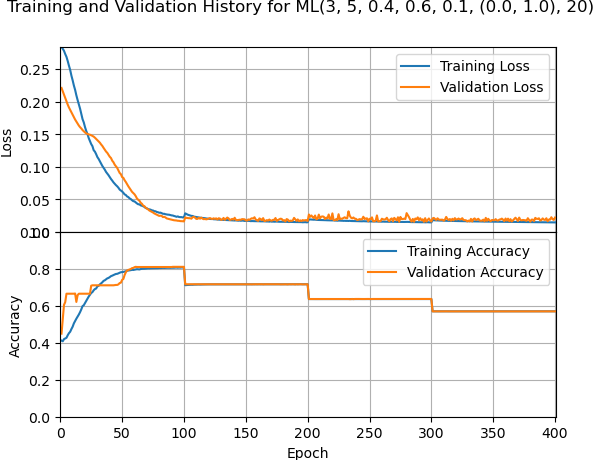 Training and Validation History for ML(3, 5, 0.4, 0.6, 0.1, (0.0, 1.0), 20)
0.25
0.20
0.15
0.10
0.05
0.00
Loss
Training Loss
Validation Loss
1.0
0.8
0.6
0.4
0.2
0.0
Accuracy
Training Accuracy
Validation Accuracy
0 50 100 150 200 250 300 350 400
Epoch